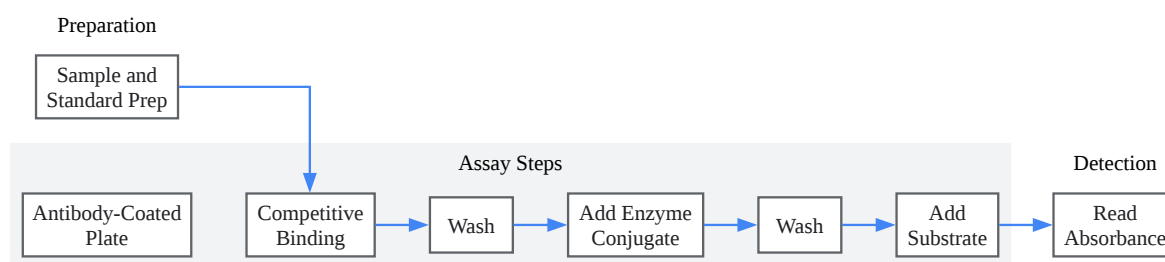 Preparation
Sample and
Standard Prep
Assay Steps
Detection
Antibody-Coated
Plate
Competitive
Binding
Wash
Add Enzyme
Conjugate
Wash
Add
Substrate
Read
Absorbance